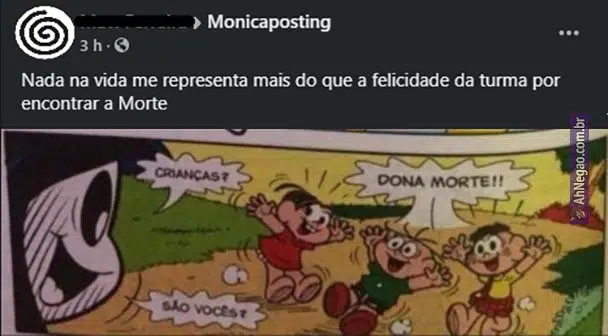 Monicaposting
3 h
Nada na vida me representa mais do que a felicidade da turma por
encontrar a Morte
CRIANÇAS?
DONA MORTE!!
SÃO VOCÊS?
AhNegao.com.br